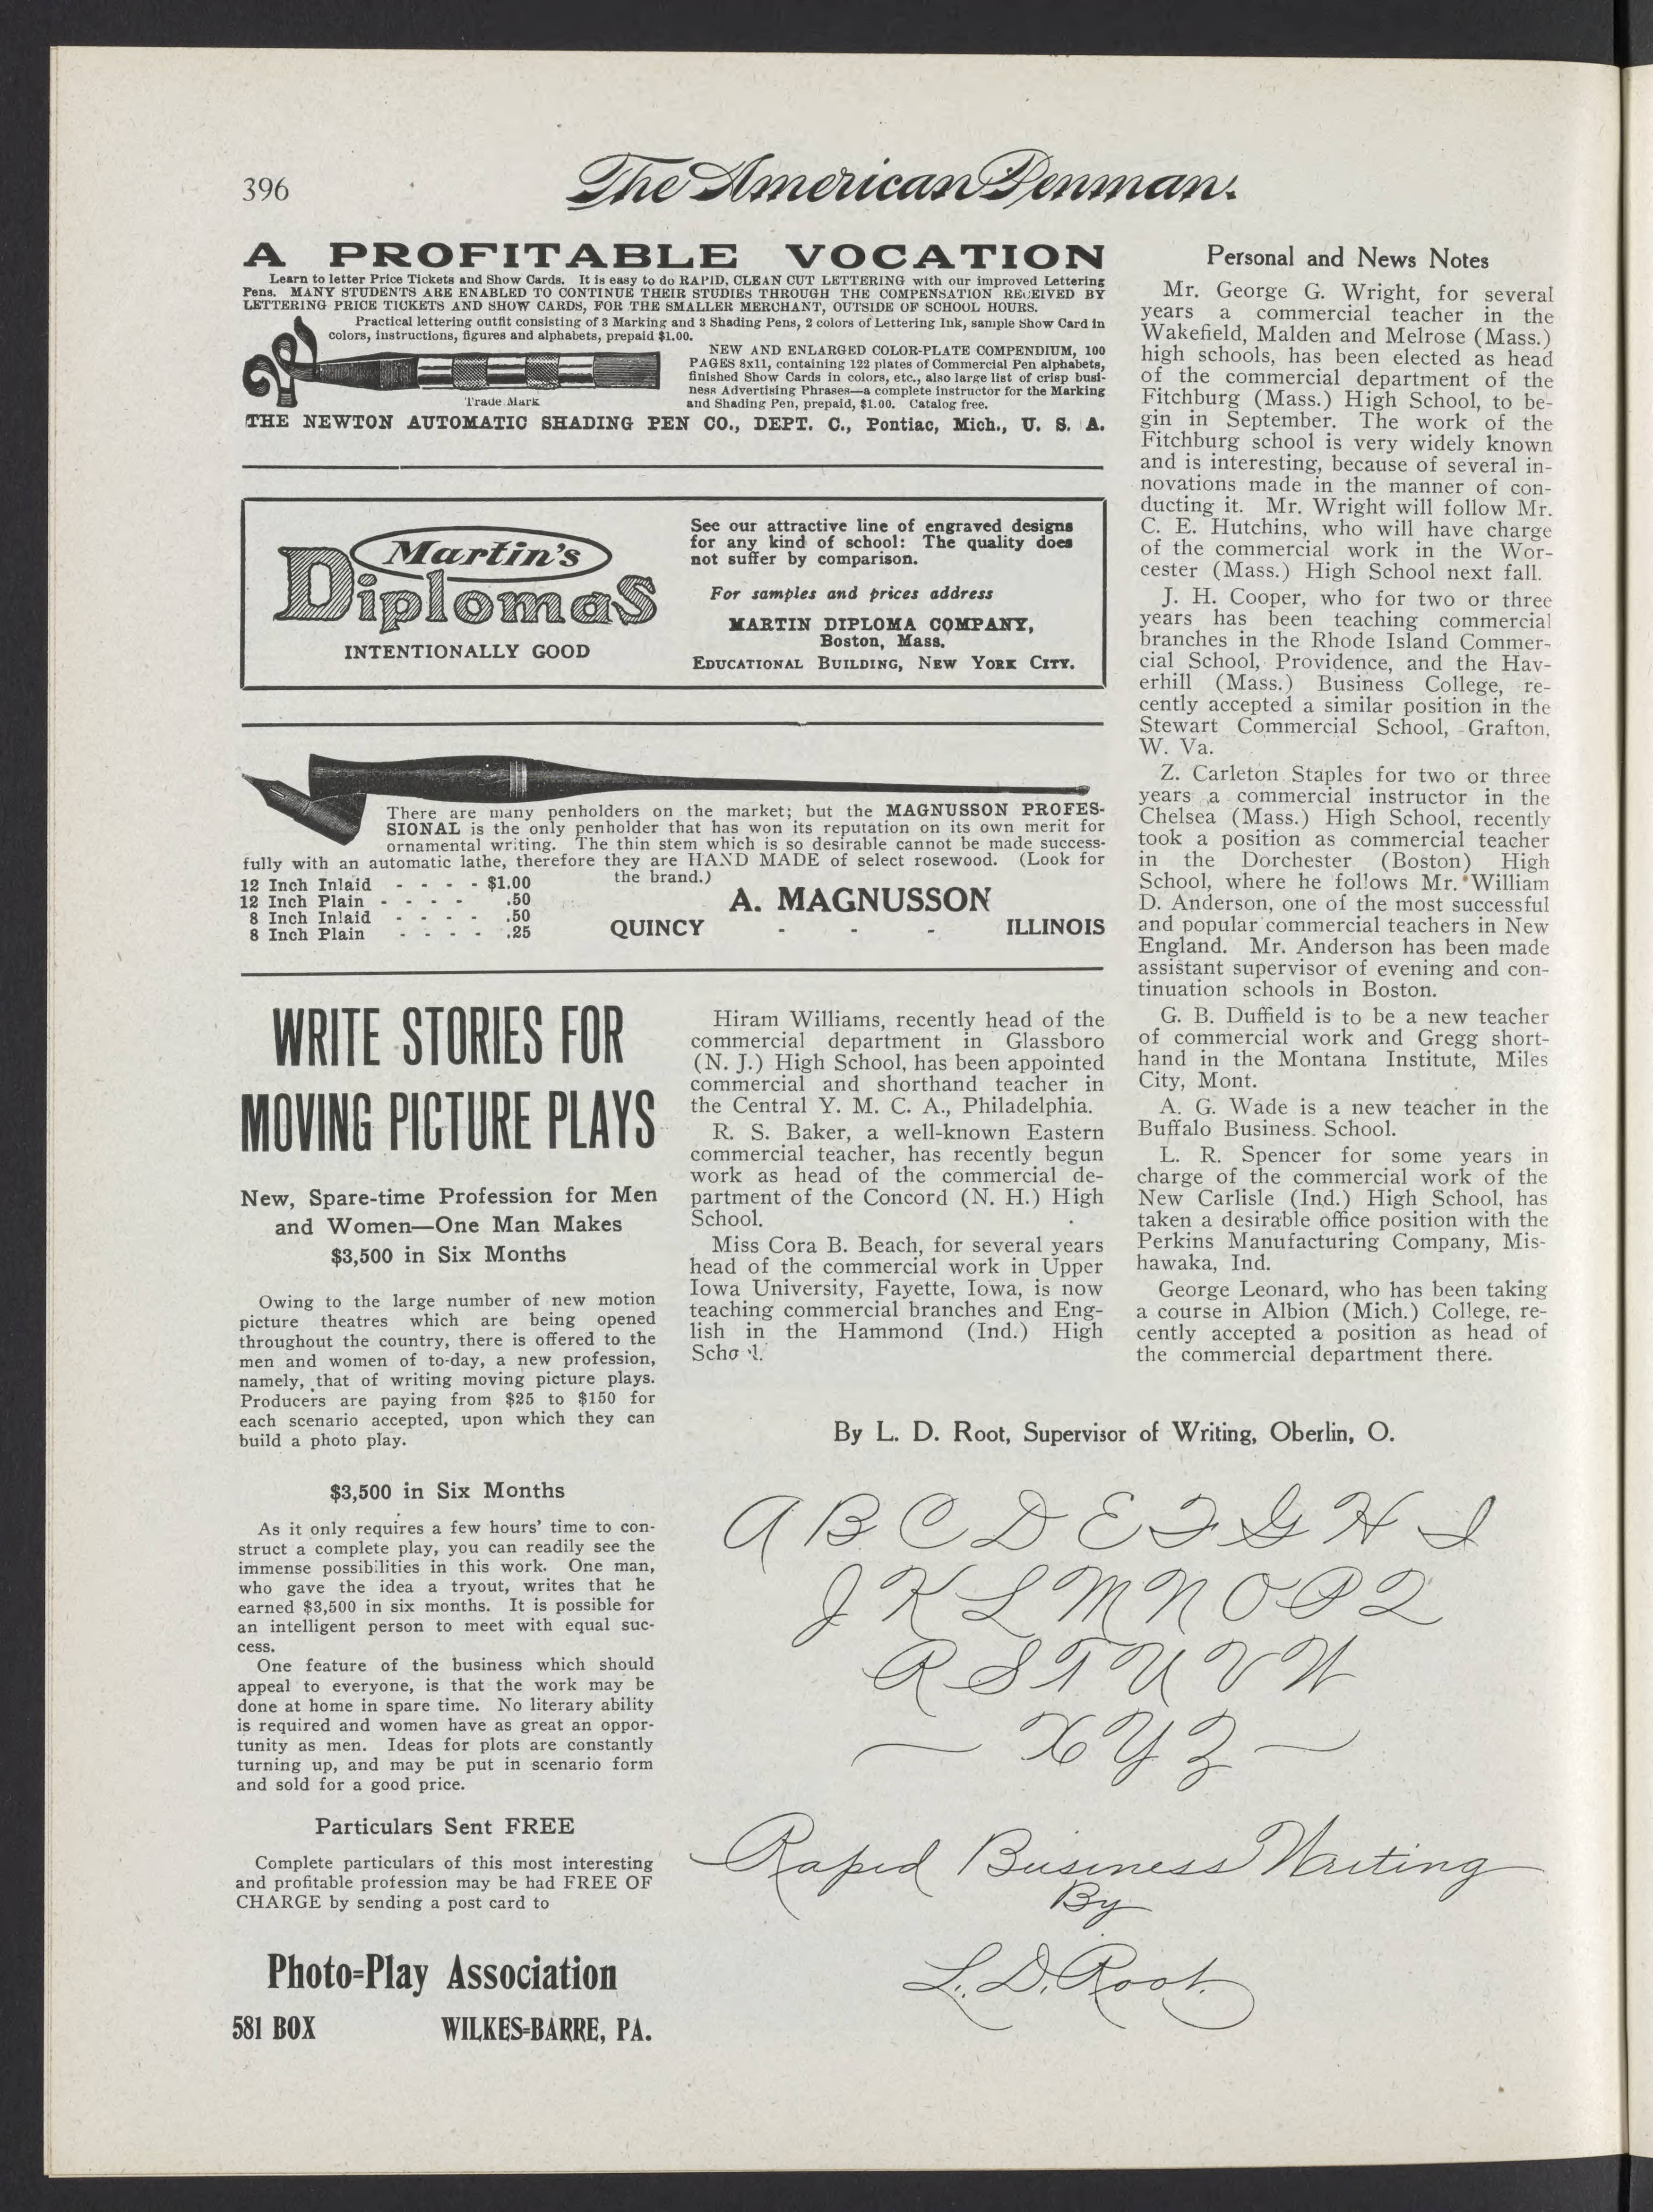 396
The American Penman.
A PROFITABLE VOCATION
Learn to letter Price Tickets and Show Cards. It is easy to do RAPID, CLEAN CUT LETTERING with our improved Lettering
Pens. MANY STUDENTS ARE ENABLED TO CONTINUE THEIR STUDIES THROUGH THE COMPENSATION RECEIVED BY
LETTERING PRICE TICKETS AND SHOW CARDS, FOR THE SMALLER MERCHANT, OUTSIDE OF SCHOOL HOURS.
Practical lettering outfit consisting of 3 Marking and 3 Shading Pens, 2 colors of Lettering Ink, sample Show Card in
colors, instructions, figures and alphabets, prepaid $1.00.
NEW AND ENLARGED COLOR-PLATE COMPENDIUM, 100
PAGES 8x11, containing 122 plates of Commercial Pen alphabets,
finished Show Cards in colors, etc., also large list of crisp busi-
ness Advertising Phrases—a complete instructor for the Marking
and Shading Pen, prepaid, $1.00. Catalog free.
Trade Mark
THE NEWTON AUTOMATIC SHADING PEN CO., DEPT. C., Pontiac, Mich., U. S. A.
Martin's
Diplomas
INTENTIONALLY GOOD
See our attractive line of engraved designs
for any kind of school: The quality does
not suffer by comparison.
For samples and prices address
MARTIN DIPLOMA COMPANY,
Boston, Mass.
EDUCATIONAL BUILDING, NEW YORK CITY.
There are many penholders on the market; but the MAGNUSSON PROFES-
SIONAL is the only penholder that has won its reputation on its own merit for
ornamental writing. The thin stem which is so desirable cannot be made success-
fully with an automatic lathe, therefore they are HAND MADE of select rosewood. (Look for
the brand.)
12 Inch Inlaid - - - - $1.00
12 Inch Plain - - - - .50
8 Inch Inlaid - - - - .50
8 Inch Plain - - - - .25
A. MAGNUSSON
QUINCY - - - ILLINOIS
WRITE STORIES FOR
MOVING PICTURE PLAYS
New, Spare-time Profession for Men
and Women—One Man Makes
$3,500 in Six Months
Owing to the large number of new motion
picture theatres which are being opened
throughout the country, there is offered to the
men and women of to-day, a new profession,
namely, that of writing moving picture plays.
Producers are paying from $25 to $150 for
each scenario accepted, upon which they can
build a photo play.
$3,500 in Six Months
As it only requires a few hours' time to con-
struct a complete play, you can readily see the
immense possibilities in this work. One man,
who gave the idea a tryout, writes that he
earned $3,500 in six months. It is possible for
an intelligent person to meet with equal suc-
cess.
One feature of the business which should
appeal to everyone, is that the work may be
done at home in spare time. No literary ability
is required and women have as great an oppor-
tunity as men. Ideas for plots are constantly
turning up, and may be put in scenario form
and sold for a good price.
Particulars Sent FREE
Complete particulars of this most interesting
and profitable profession may be had FREE OF
CHARGE by sending a post card to
Photo-Play Association
581 BOX WILKES-BARRE, PA.
Hiram Williams, recently head of the
commercial department in Glassboro
(N. J.) High School, has been appointed
commercial and shorthand teacher in
the Central Y. M. C. A., Philadelphia.
R. S. Baker, a well-known Eastern
commercial teacher, has recently begun
work as head of the commercial de-
partment of the Concord (N. H.) High
School.
Miss Cora B. Beach, for several years
head of the commercial work in Upper
Iowa University, Fayette, Iowa, is now
teaching commercial branches and Eng-
lish in the Hammond (Ind.) High
School.
Personal and News Notes
Mr. George G. Wright, for several
years a commercial teacher in the
Wakefield, Malden and Melrose (Mass.)
high schools, has been elected as head
of the commercial department of the
Fitchburg (Mass.) High School, to be-
gin in September. The work of the
Fitchburg school is very widely known
and is interesting, because of several in-
novations made in the manner of con-
ducting it. Mr. Wright will follow Mr.
C. E. Hutchins, who will have charge
of the commercial work in the Wor-
cester (Mass.) High School next fall.
J. H. Cooper, who for two or three
years has been teaching commercial
branches in the Rhode Island Commer-
cial School, Providence, and the Hav-
erhill (Mass.) Business College, re-
cently accepted a similar position in the
Stewart Commercial School, Grafton,
W. Va.
Z. Carleton Staples for two or three
years a commercial instructor in the
Chelsea (Mass.) High School, recently
took a position as commercial teacher
in the Dorchester (Boston) High
School, where he follows Mr. William
D. Anderson, one of the most successful
and popular commercial teachers in New
England. Mr. Anderson has been made
assistant supervisor of evening and con-
tinuation schools in Boston.
G. B. Duffield is to be a new teacher
of commercial work and Gregg short-
hand in the Montana Institute, Miles
City, Mont.
A. G. Wade is a new teacher in the
Buffalo Business School.
L. R. Spencer for some years in
charge of the commercial work of the
New Carlisle (Ind.) High School, has
taken a desirable office position with the
Perkins Manufacturing Company, Mis-
hawaka, Ind.
George Leonard, who has been taking
a course in Albion (Mich.) College, re-
cently accepted a position as head of
the commercial department there.
By L. D. Root, Supervisor of Writing, Oberlin, O.
A B C D E F G H I
J K L M N O P Q
R S T U V W
X Y Z
Rapid Business Writing
By
L. D. Root.